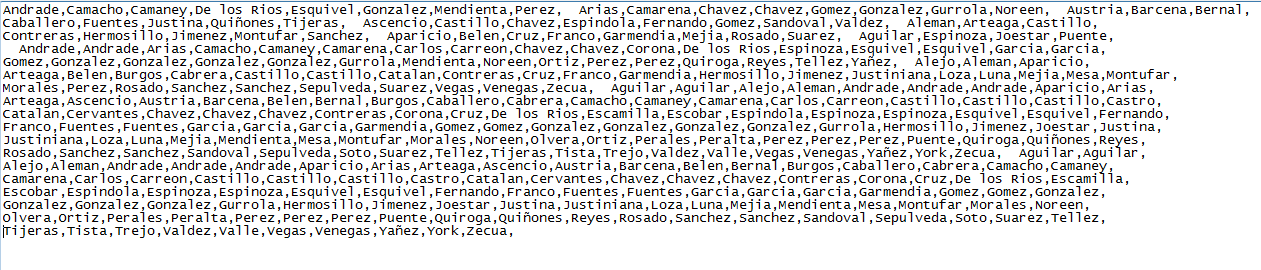 Andrade,Camacho,Camaney,De los Rios,Esquivel,Gonzalez,Mendienta,Perez,  Arias,Camarena,Chavez,Chavez,Gomez,Gonzalez,Gurrola,Noreen,  Austria,Barcena,Bernal,
Caballero,Fuentes,Justina,Quiñones,Tijeras,  Ascencio,Castillo,Chavez,Espindola,Fernando,Gomez,Sandoval,Valdez,  Aleman,Arteaga,Castillo,
Contreras,Hermosillo,Jimenez,Montufar,Sanchez,  Aparicio,Belen,Cruz,Franco,Garmendia,Mejia,Rosado,Suarez,  Aguilar,Espinoza,Joestar,Puente,
  Andrade,Andrade,Arias,Camacho,Camaney,Camarena,Carlos,Carreon,Chavez,Chavez,Corona,De los Rios,Espinoza,Esquivel,Esquivel,Garcia,Garcia,
Gomez,Gonzalez,Gonzalez,Gonzalez,Gonzalez,Gurrola,Mendienta,Noreen,Ortiz,Perez,Perez,Quiroga,Reyes,Tellez,Yañez,  Alejo,Aleman,Aparicio,
Arteaga,Belen,Burgos,Cabrera,Castillo,Castillo,Catalan,Contreras,Cruz,Franco,Garmendia,Hermosillo,Jimenez,Justiniana,Loza,Luna,Mejia,Mesa,Montufar,
Morales,Perez,Rosado,Sanchez,Sanchez,Sepulveda,Suarez,Vegas,Venegas,Zecua,  Aguilar,Aguilar,Alejo,Aleman,Andrade,Andrade,Andrade,Aparicio,Arias,
Arteaga,Ascencio,Austria,Barcena,Belen,Bernal,Burgos,Caballero,Cabrera,Camacho,Camaney,Camarena,Carlos,Carreon,Castillo,Castillo,Castillo,Castro,
Catalan,Cervantes,Chavez,Chavez,Chavez,Contreras,Corona,Cruz,De los Rios,Escamilla,Escobar,Espindola,Espinoza,Espinoza,Esquivel,Esquivel,Fernando,
Franco,Fuentes,Fuentes,Garcia,Garcia,Garcia,Garmendia,Gomez,Gomez,Gonzalez,Gonzalez,Gonzalez,Gonzalez,Gurrola,Hermosillo,Jimenez,Joestar,Justina,
Justiniana,Loza,Luna,Mejia,Mendienta,Mesa,Montufar,Morales,Noreen,Olvera,Ortiz,Perales,Peralta,Perez,Perez,Perez,Puente,Quiroga,Quiñones,Reyes,
Rosado,Sanchez,Sanchez,Sandoval,Sepulveda,Soto,Suarez,Tellez,Tijeras,Tista,Trejo,Valdez,Valle,Vegas,Venegas,Yañez,York,Zecua,  Aguilar,Aguilar,
Alejo,Aleman,Andrade,Andrade,Andrade,Aparicio,Arias,Arteaga,Ascencio,Austria,Barcena,Belen,Bernal,Burgos,Caballero,Cabrera,Camacho,Camaney,
Camarena,Carlos,Carreon,Castillo,Castillo,Castillo,Castro,Catalan,Cervantes,Chavez,Chavez,Chavez,Contreras,Corona,Cruz,De los Rios,Escamilla,
Escobar,Espindola,Espinoza,Espinoza,Esquivel,Esquivel,Fernando,Franco,Fuentes,Fuentes,Garcia,Garcia,Garcia,Garmendia,Gomez,Gomez,Gonzalez,
Gonzalez,Gonzalez,Gonzalez,Gurrola,Hermosillo,Jimenez,Joestar,Justina,Justiniana,Loza,Luna,Mejia,Mendienta,Mesa,Montufar,Morales,Noreen,
Olvera,Ortiz,Perales,Peralta,Perez,Perez,Perez,Puente,Quiroga,Quiñones,Reyes,Rosado,Sanchez,Sanchez,Sandoval,Sepulveda,Soto,Suarez,Tellez,
Tijeras,Tista,Trejo,Valdez,Valle,Vegas,Venegas,Yañez,York,Zecua,